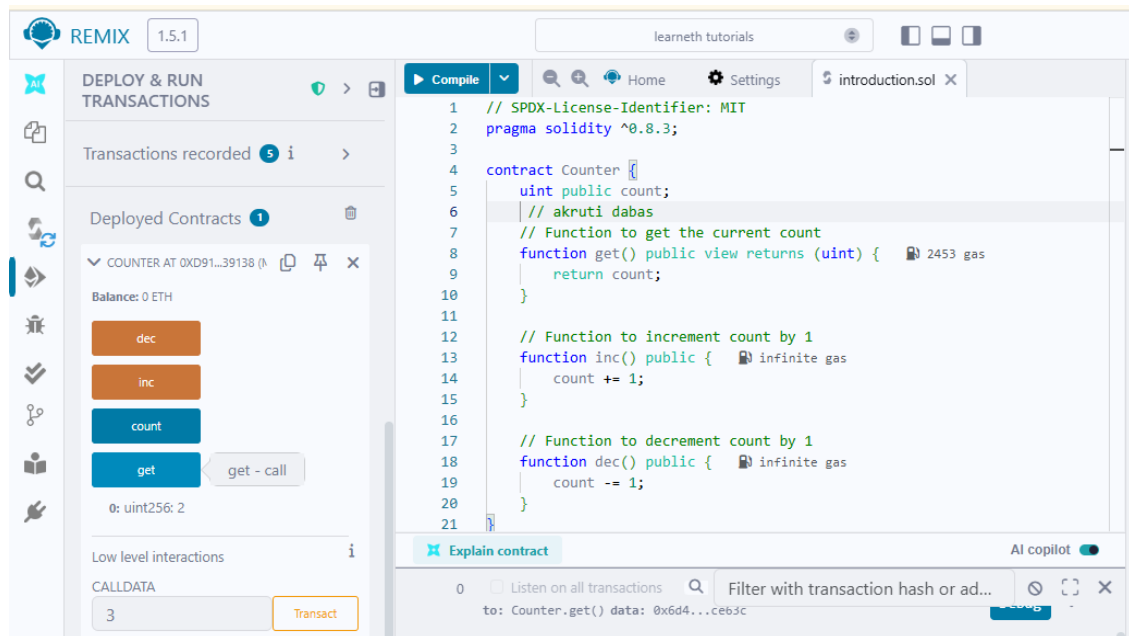 REMIX 1.5.1
learneth tutorials
DEPLOY & RUN
TRANSACTIONS
Transactions recorded 5 i
Deployed Contracts 1
COUNTER AT 0XD91...39138 (M
Balance: 0 ETH
dec
inc
count
get
get - call
0: uint256: 2
Low level interactions i
CALLDATA
3
Transact
Compile
Home
Settings
introduction.sol
1 // SPDX-License-Identifier: MIT
2 pragma solidity ^0.8.3;
3
4 contract Counter {
5 uint public count;
6 // akruti dabas
7 // Function to get the current count
8 function get() public view returns (uint) { 2453 gas
9 return count;
10 }
11
12 // Function to increment count by 1
13 function inc() public { infinite gas
14 count += 1;
15 }
16
17 // Function to decrement count by 1
18 function dec() public { infinite gas
19 count -= 1;
20 }
21 }
Explain contract
AI copilot
0 Listen on all transactions Filter with transaction hash or ad...
to: Counter.get() data: 0x6d4...ce63c
Debug